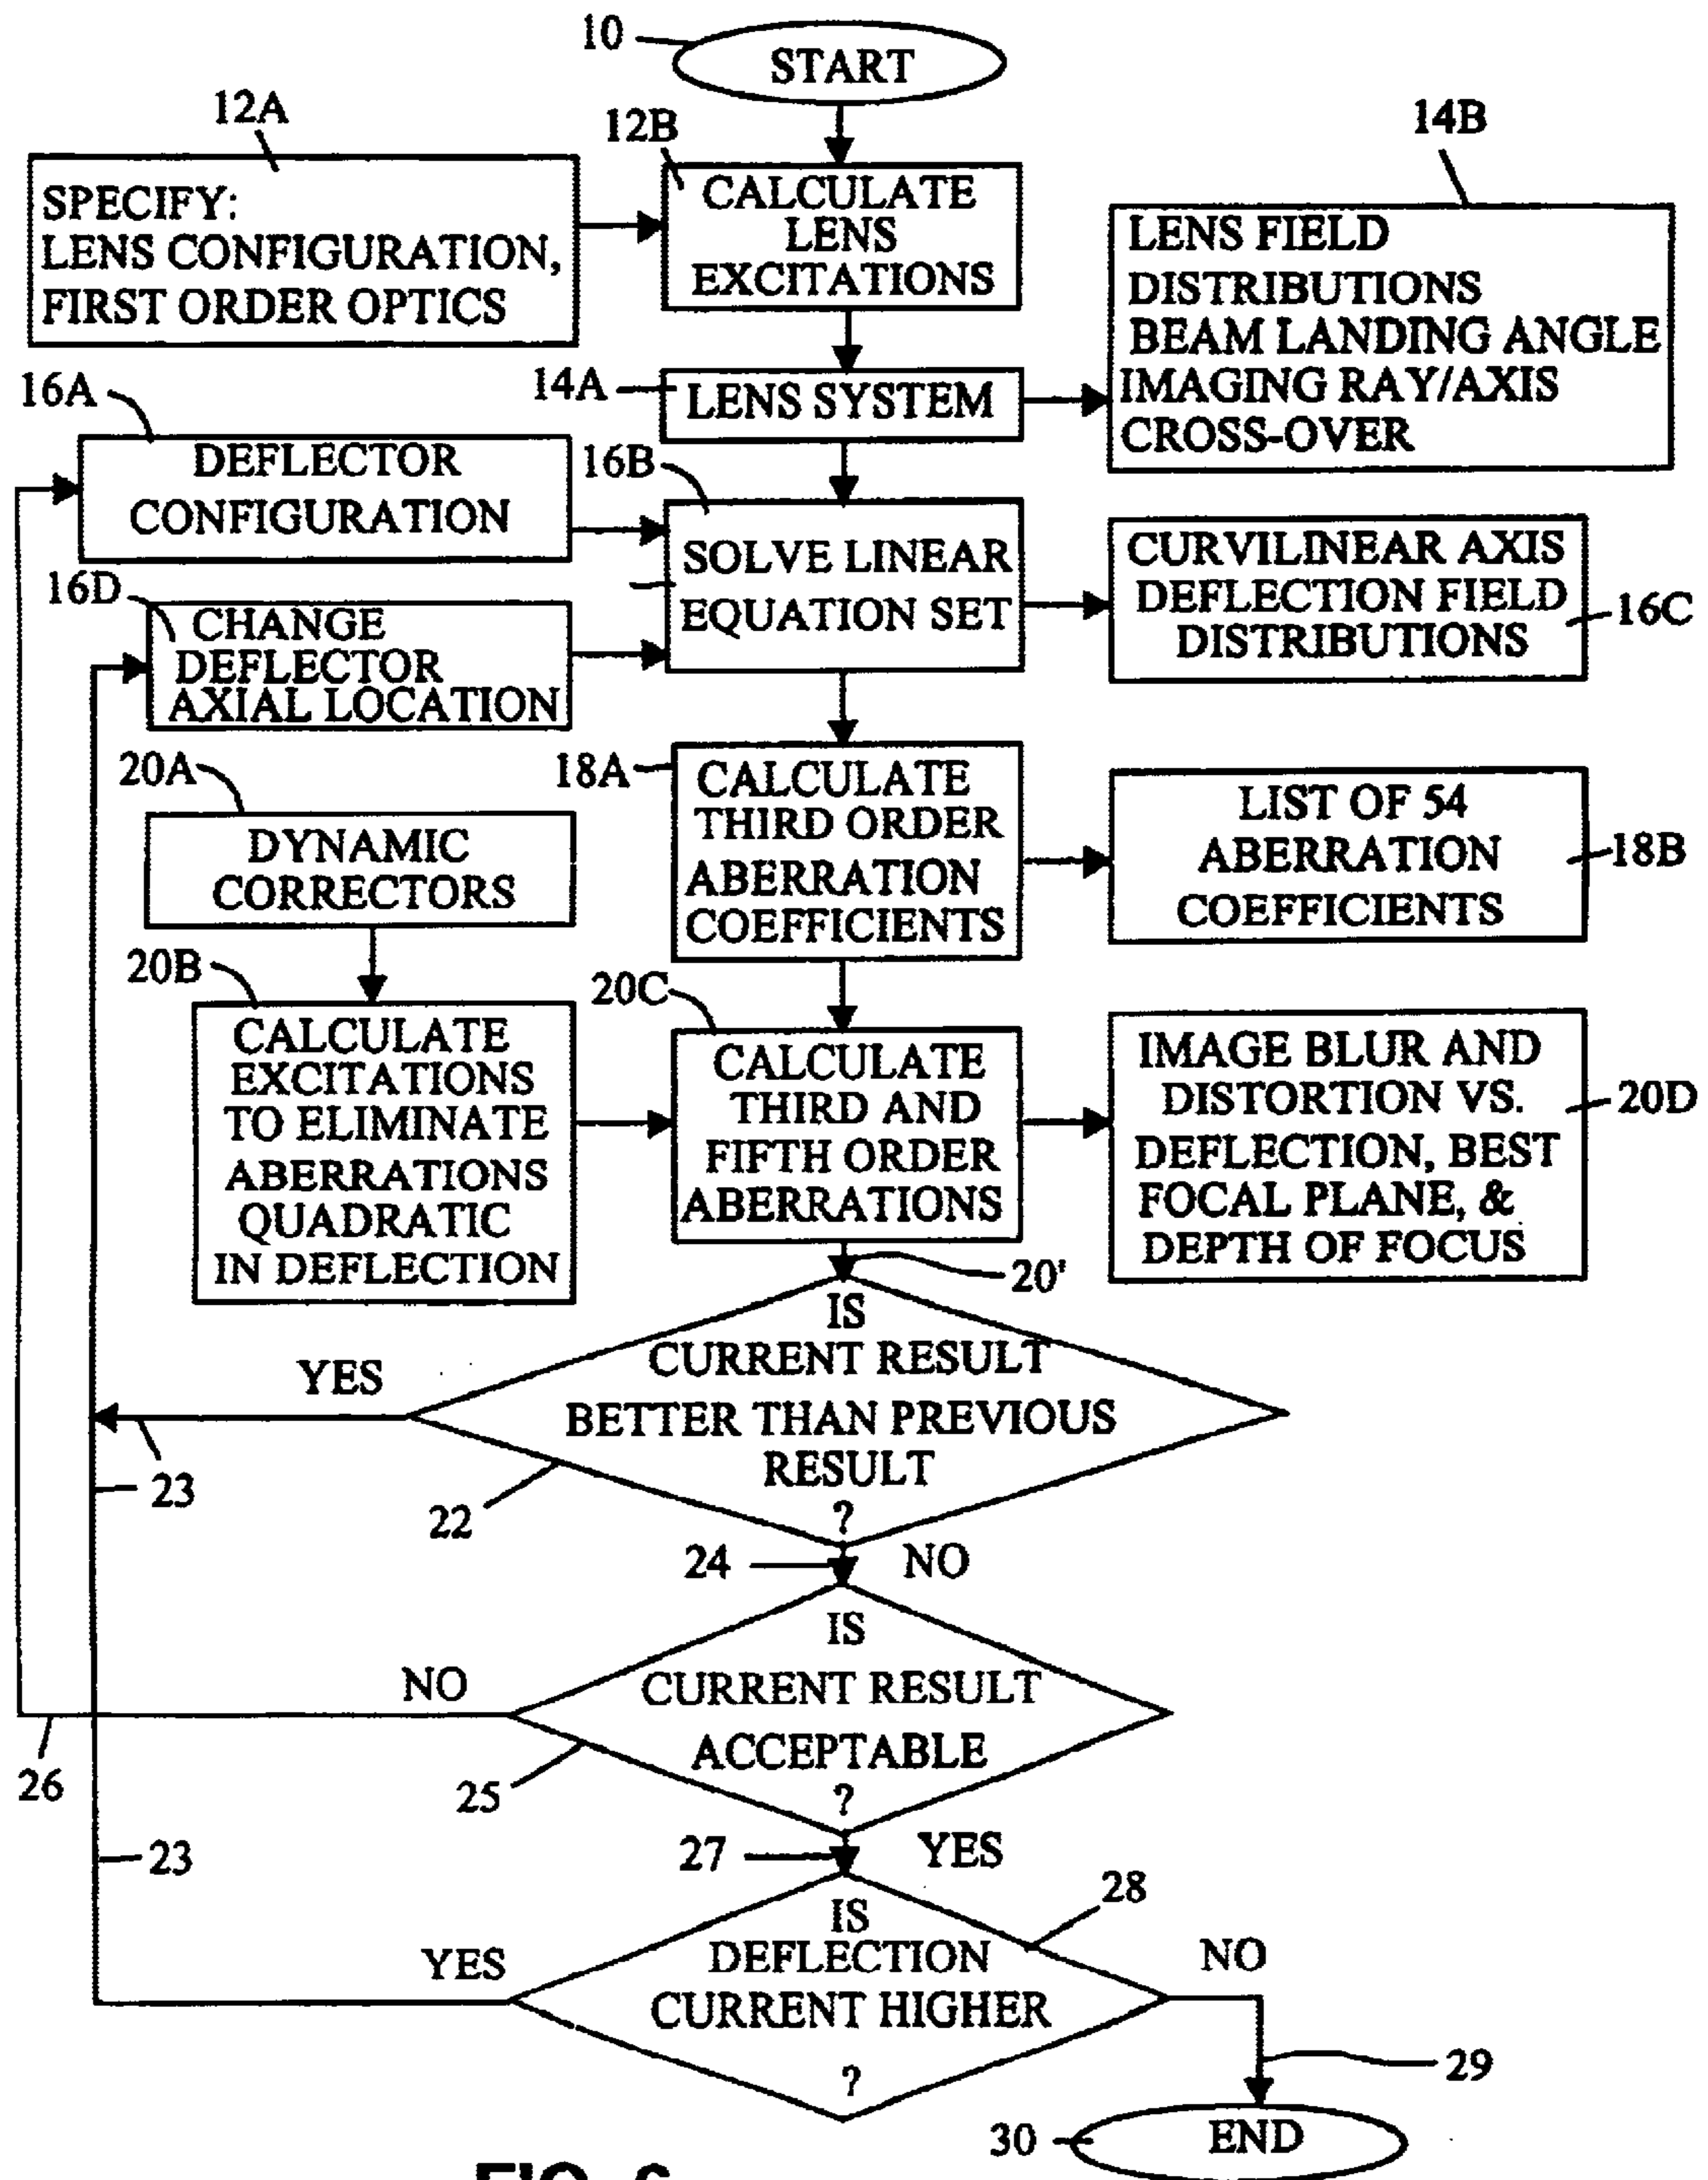 10
START
12A
12B
14B
SPECIFY:
LENS CONFIGURATION,
FIRST ORDER OPTICS
CALCULATE
LENS
EXCITATIONS
LENS FIELD
DISTRIBUTIONS
BEAM LANDING ANGLE
IMAGING RAY/AXIS
CROSS-OVER
14A
LENS SYSTEM
16A
DEFLECTOR
CONFIGURATION
16B
SOLVE LINEAR
EQUATION SET
CURVILINEAR AXIS
DEFLECTION FIELD
DISTRIBUTIONS
16C
16D
CHANGE
DEFLECTOR
AXIAL LOCATION
18A
CALCULATE
THIRD ORDER
ABERRATION
COEFFICIENTS
LIST OF 54
ABERRATION
COEFFICIENTS
18B
20A
DYNAMIC
CORRECTORS
20B
CALCULATE
EXCITATIONS
TO ELIMINATE
ABERRATIONS
QUADRATIC
IN DEFLECTION
20C
CALCULATE
THIRD AND
FIFTH ORDER
ABERRATIONS
IMAGE BLUR AND
DISTORTION VS.
DEFLECTION, BEST
FOCAL PLANE, &
DEPTH OF FOCUS
20D
20'
IS
CURRENT RESULT
BETTER THAN PREVIOUS
RESULT
?
YES
23
22
24
NO
IS
CURRENT RESULT
ACCEPTABLE
?
NO
26
25
27
YES
23
IS
DEFLECTION
CURRENT HIGHER
?
28
YES
NO
29
30
END
FIG. 6